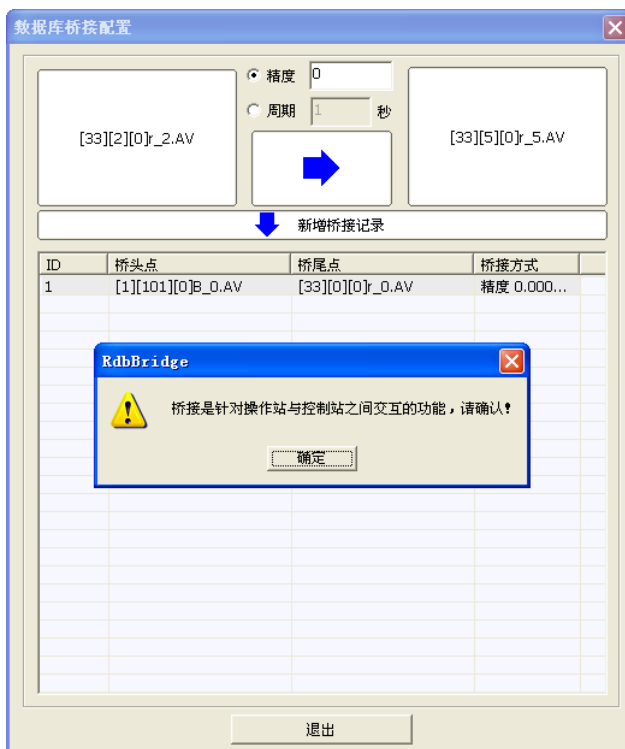 数据库桥接配置
精度 0
周期 1 秒
[33][2][0]r_2.AV
[33][5][0]r_5.AV
新增桥接记录
ID 桥头点 桥尾点 桥接方式
1 [1][101][0]B_0.AV [33][0][0]r_0.AV 精度 0.000...
RdbBridge
桥接是针对操作站与控制站之间交互的功能，请确认！
确定
退出